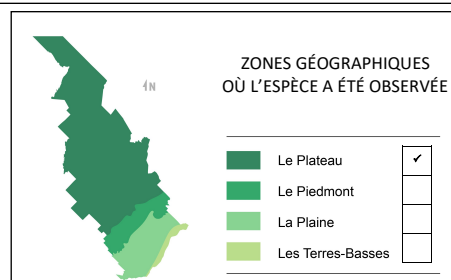 ZONES GÉOGRAPHIQUES
OÙ L'ESPÈCE A ÉTÉ OBSERVÉE
N
Le Plateau ✓
Le Piedmont
La Plaine
Les Terres-Basses